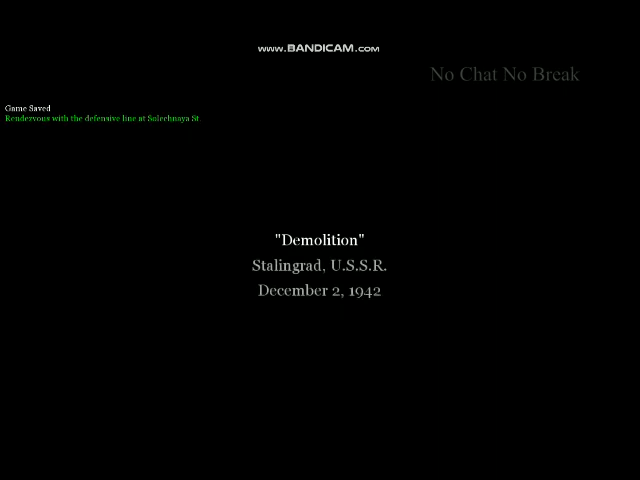 www.BANDICAM.com
No Chat No Break
Game Saved
Rendezvous with the defensive line at Solechnaya St.
"Demolition"
Stalingrad, U.S.S.R.
December 2, 1942